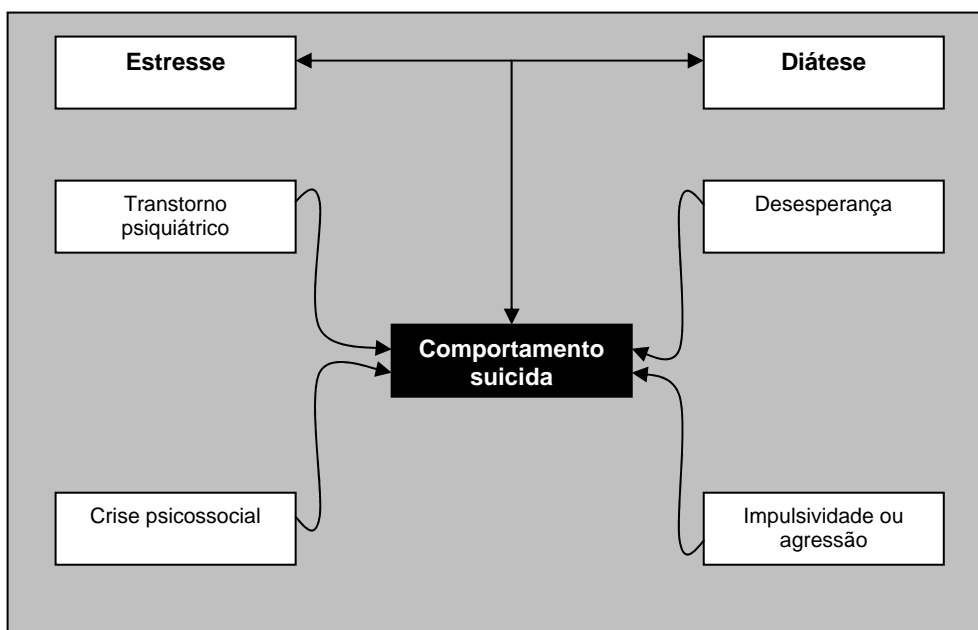 Estresse
Diátese
Transtorno
psiquiátrico
Desesperança
Comportamento
suicida
Crise psicossocial
Impulsividade ou
agressão